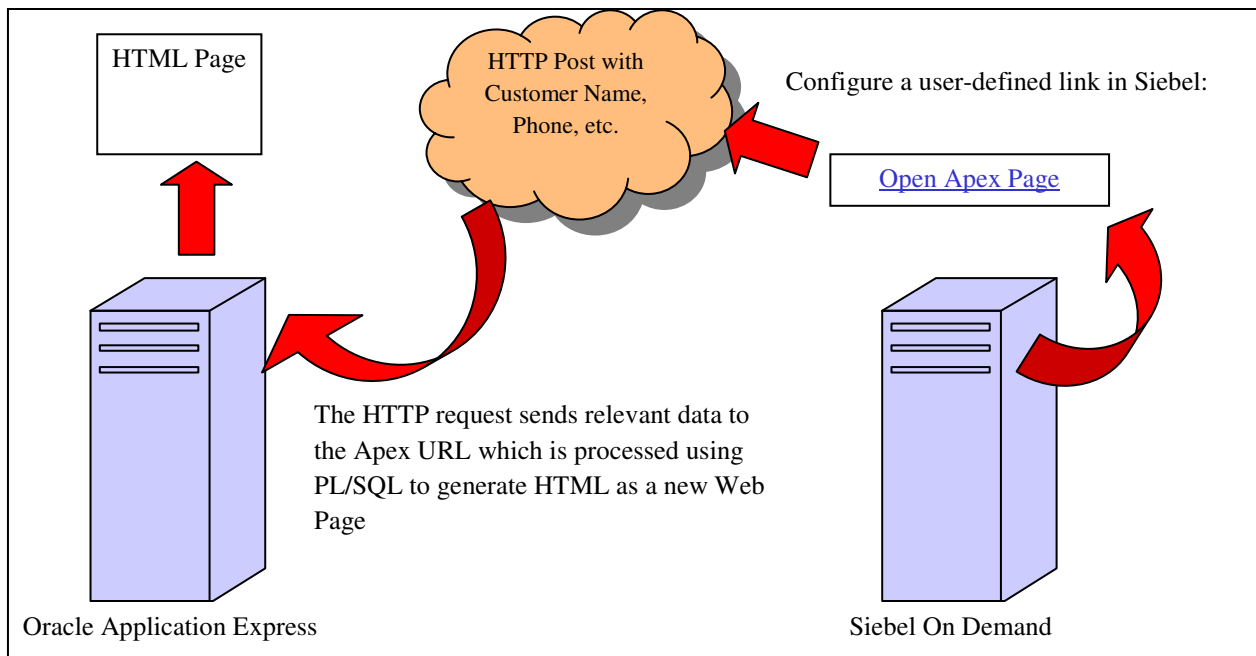 HTML Page
HTTP Post with
Customer Name,
Phone, etc.
Configure a user-defined link in Siebel:
Open Apex Page
The HTTP request sends relevant data to
the Apex URL which is processed using
PL/SQL to generate HTML as a new Web
Page
Oracle Application Express
Siebel On Demand